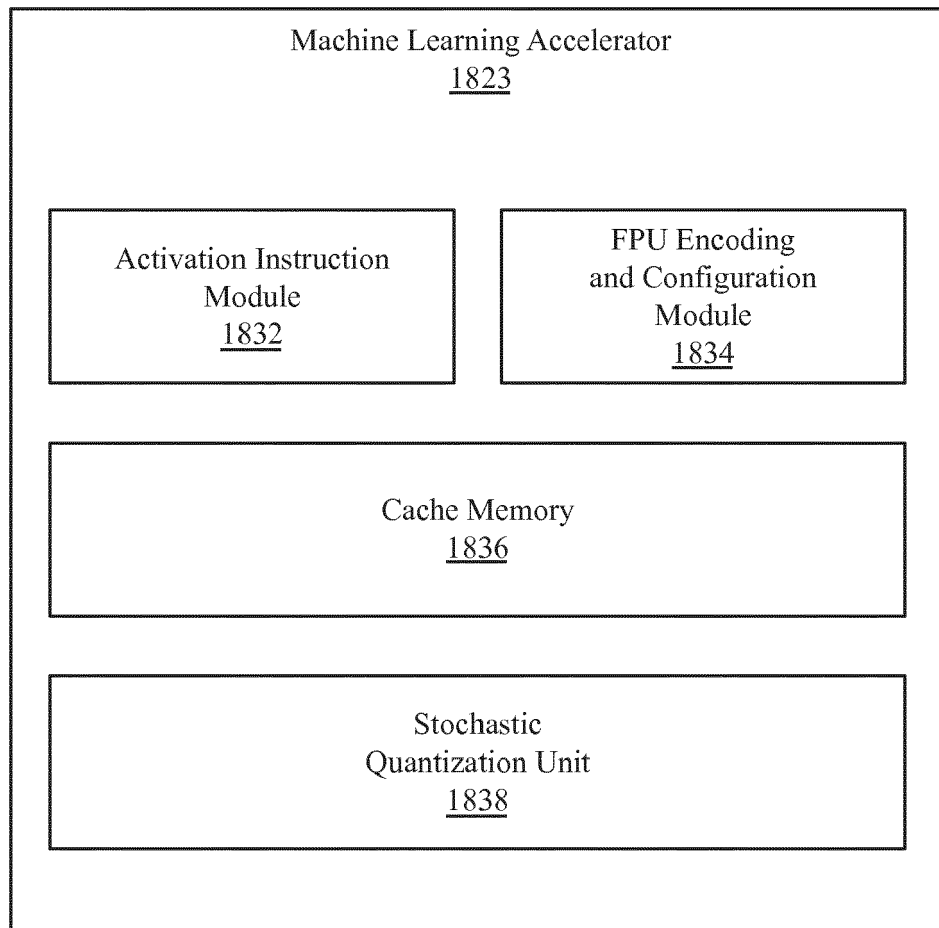 Machine Learning Accelerator
1823
Activation Instruction
Module
1832
FPU Encoding
and Configuration
Module
1834
Cache Memory
1836
Stochastic
Quantization Unit
1838